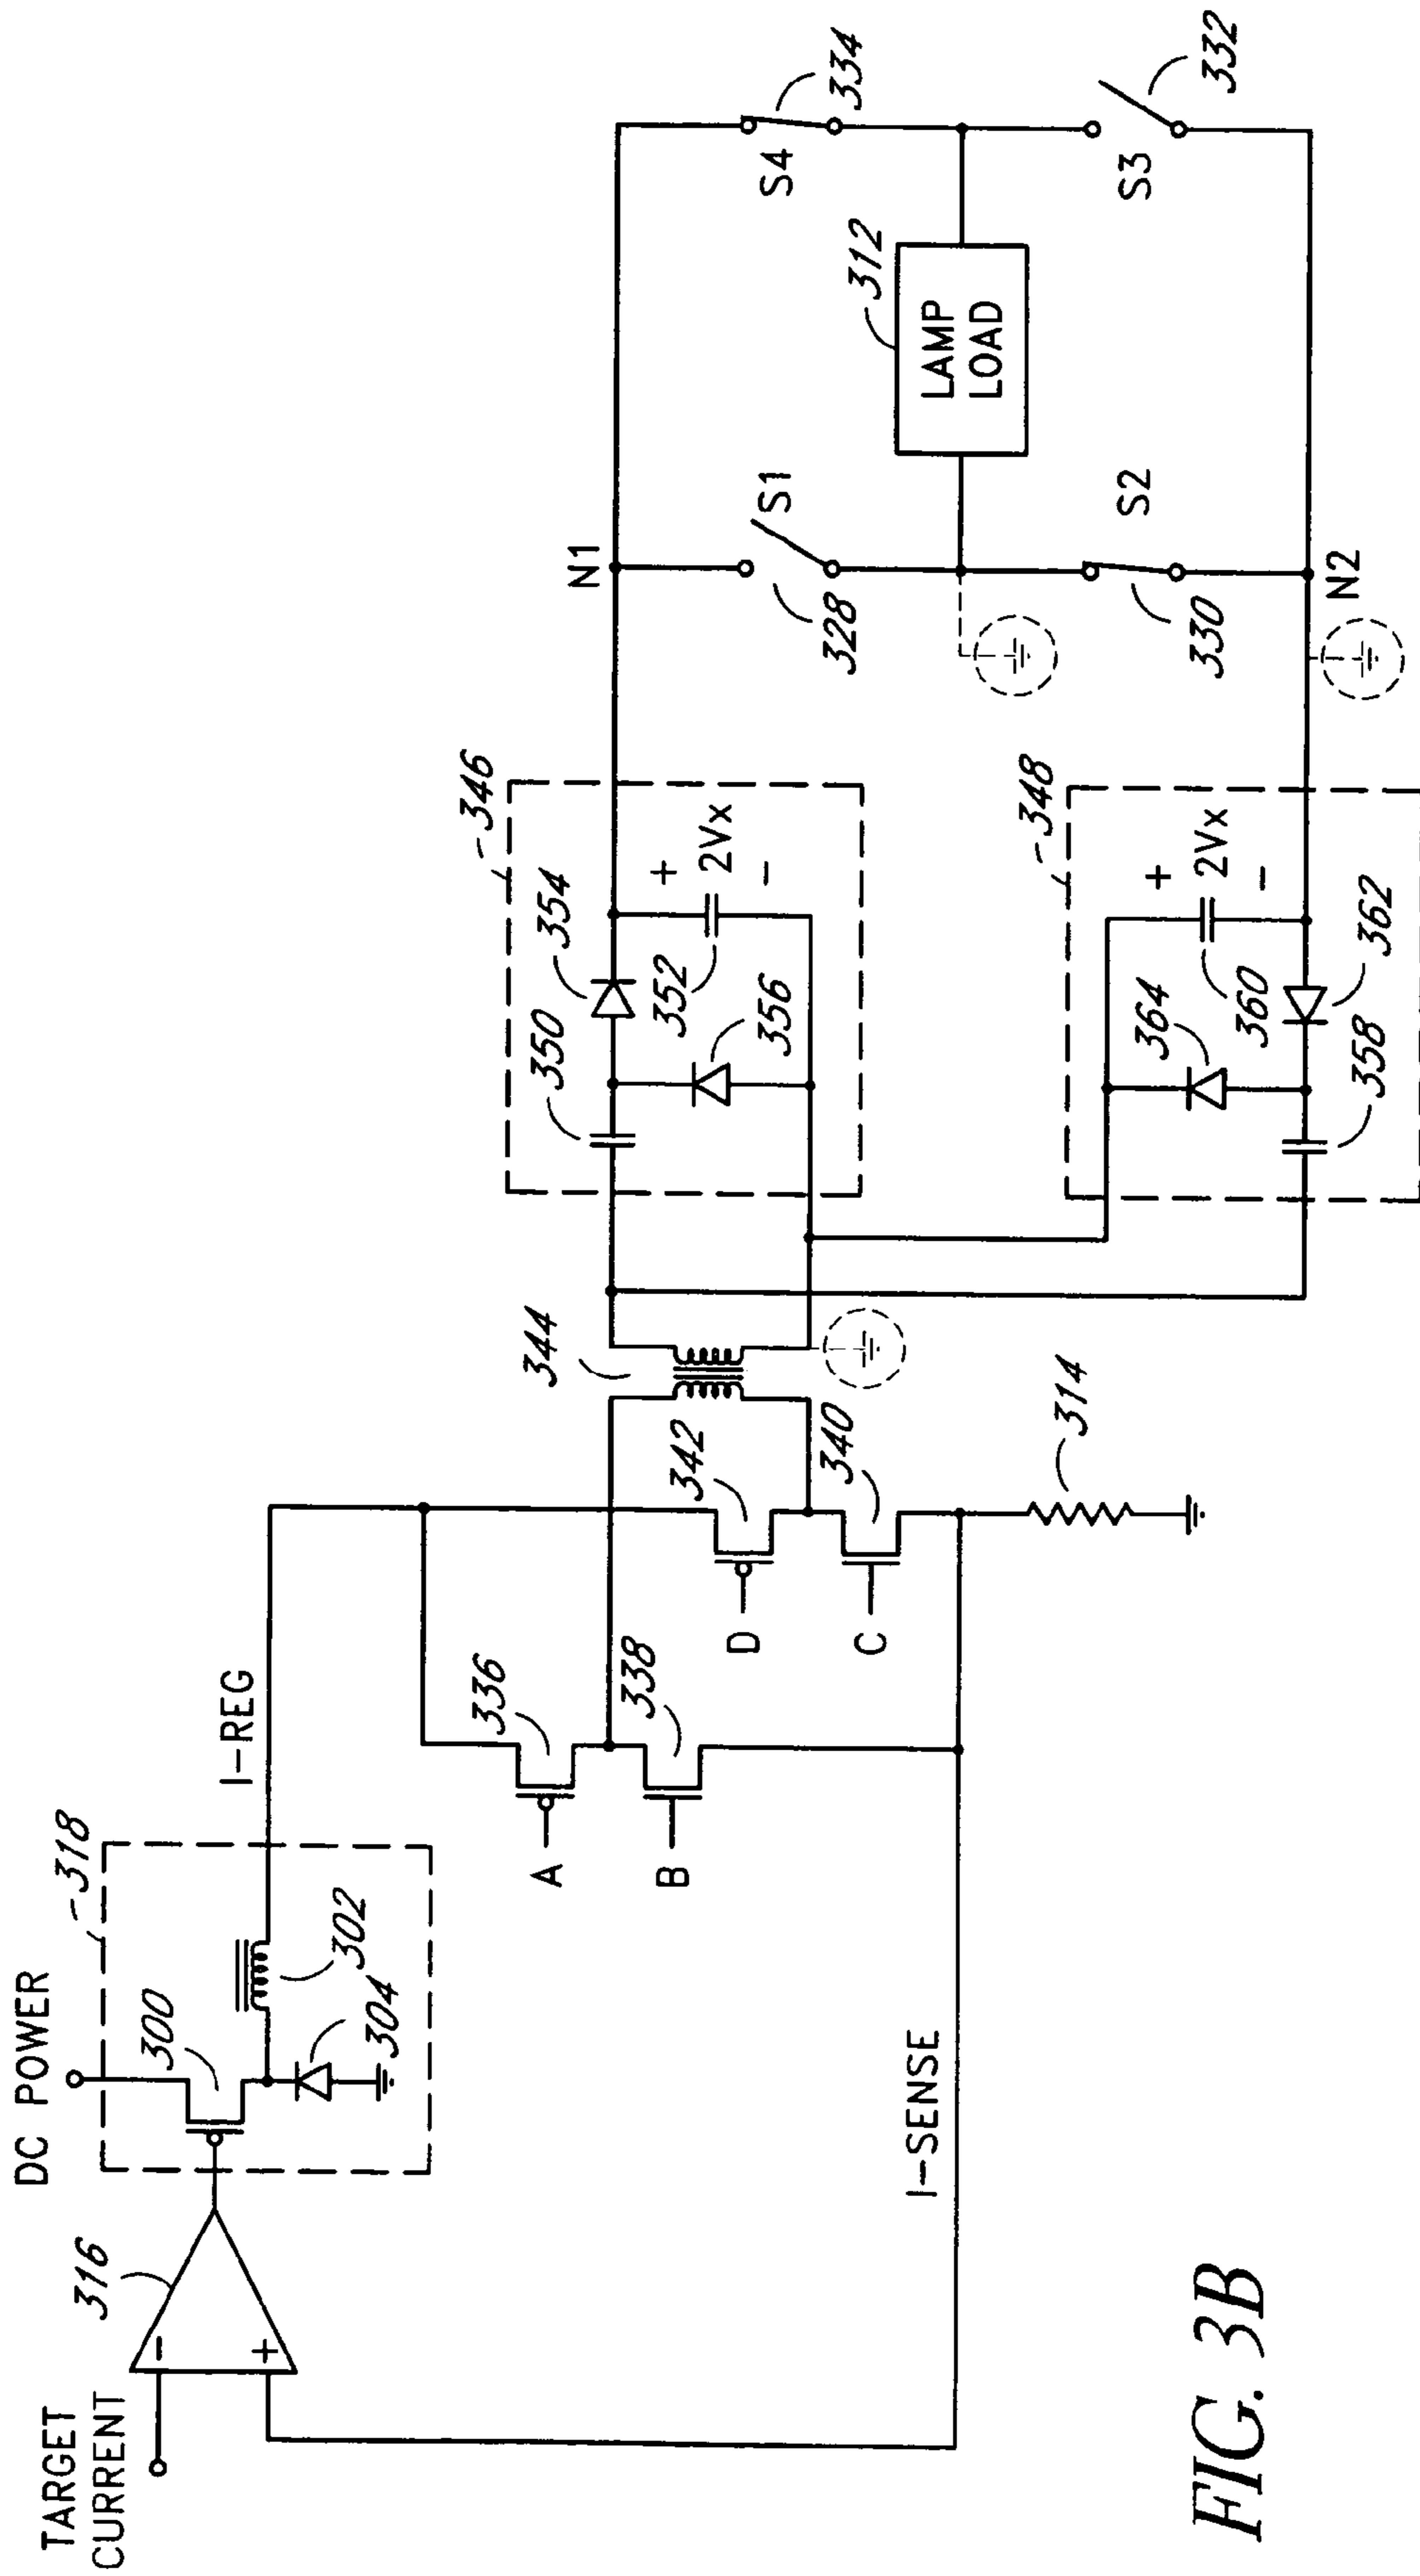 TARGET
CURRENT
316
-
+
DC POWER
318
300
302
304
I-REG
I-SENSE
A
336
B
338
D
342
C
340
314
344
346
350
354
352
356
+
2Vx
-
348
364
360
358
362
+
2Vx
-
N1
N2
S1
328
S2
330
S4
334
S3
332
312
LAMP
LOAD
FIG. 3B